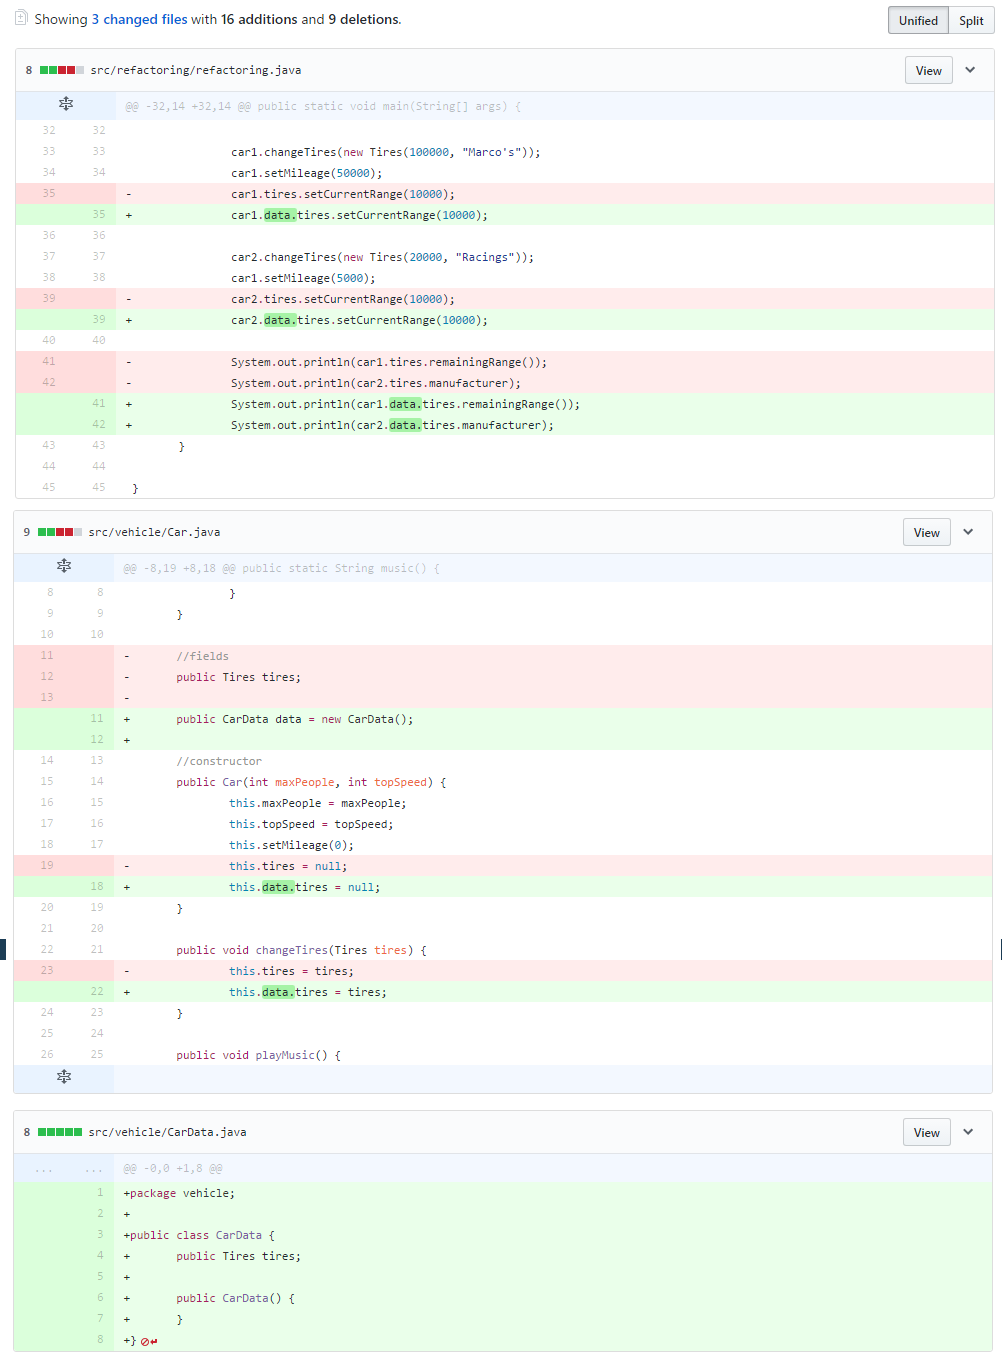 Showing 3 changed files with 16 additions and 9 deletions.
Unified Split
8 src/refactoring/refactoring.java View
@@ -32,14 +32,14 @@ public static void main(String[] args) {
32 32
33 33 car1.changeTires(new Tires(100000, "Marco's"));
34 34 car1.setMileage(50000);
35 - car1.tires.setCurrentRange(10000);
35 + car1.data.tires.setCurrentRange(10000);
36 36
37 37 car2.changeTires(new Tires(20000, "Racings"));
38 38 car1.setMileage(5000);
39 - car2.tires.setCurrentRange(10000);
39 + car2.data.tires.setCurrentRange(10000);
40 40
41 - System.out.println(car1.tires.remainingRange());
42 - System.out.println(car2.tires.manufacturer);
41 + System.out.println(car1.data.tires.remainingRange());
42 + System.out.println(car2.data.tires.manufacturer);
43 43 }
44 44
45 45 }
9 src/vehicle/Car.java View
@@ -8,19 +8,18 @@ public static String music() {
8 8 }
9 9 }
10 10
11 - //fields
12 - public Tires tires;
13 -
11 + public CarData data = new CarData();
12 +
14 13 //constructor
15 14 public Car(int maxPeople, int topSpeed) {
16 15 this.maxPeople = maxPeople;
17 16 this.topSpeed = topSpeed;
18 17 this.setMileage(0);
19 - this.tires = null;
18 + this.data.tires = null;
20 19 }
21 20
22 21 public void changeTires(Tires tires) {
23 - this.tires = tires;
22 + this.data.tires = tires;
24 23 }
25 24
26 25 public void playMusic() {
8 src/vehicle/CarData.java View
... ... @@ -0,0 +1,8 @@
1 +package vehicle;
2 +
3 +public class CarData {
4 + public Tires tires;
5 +
6 + public CarData() {
7 + }
8 +}